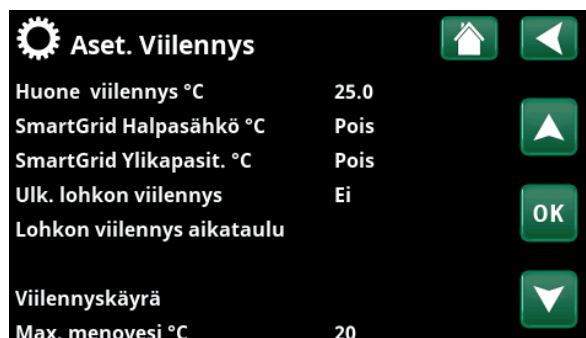 Aset. Viilennys
Huone viilennys °C 25.0
SmartGrid Halpasähkö °C Pois
SmartGrid Ylikapasit. °C Pois
Ulk. lohkon viilennys Ei
OK
Lohkon viilennys aikataulu
Viilennyskäyrä
Max. menovesi °C 20